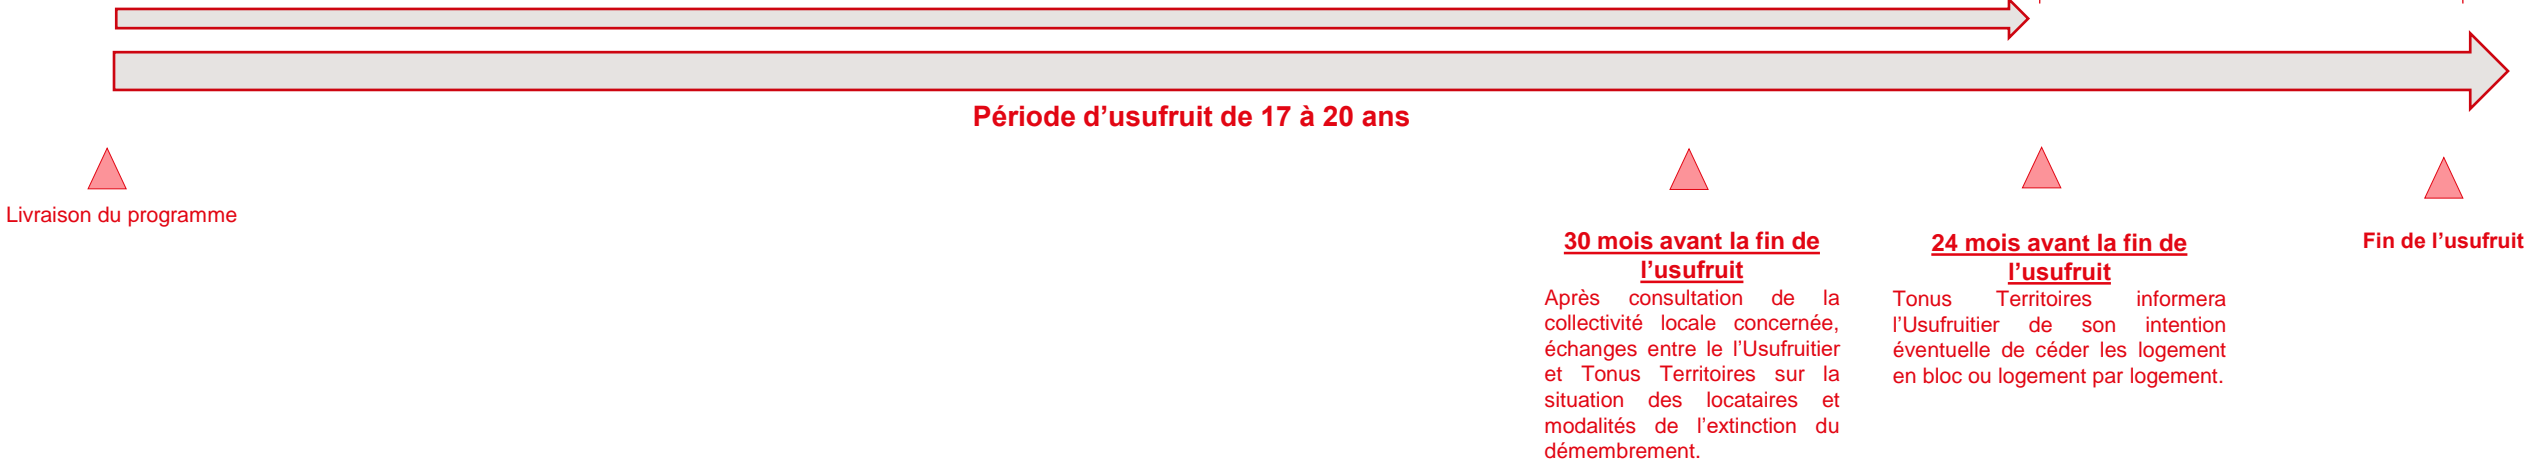 Période d'usufruit de 17 à 20 ans
Livraison du programme
30 mois avant la fin de
l'usufruit
Après consultation de la
collectivité locale concernée,
échanges entre le l'Usufruitier
et Tonus Territoires sur la
situation des locataires et
modalités de l'extinction du
démembrement.
24 mois avant la fin de
l'usufruit
Tonus Territoires informera
l'Usufruitier de son intention
éventuelle de céder les logement
en bloc ou logement par logement.
Fin de l'usufruit